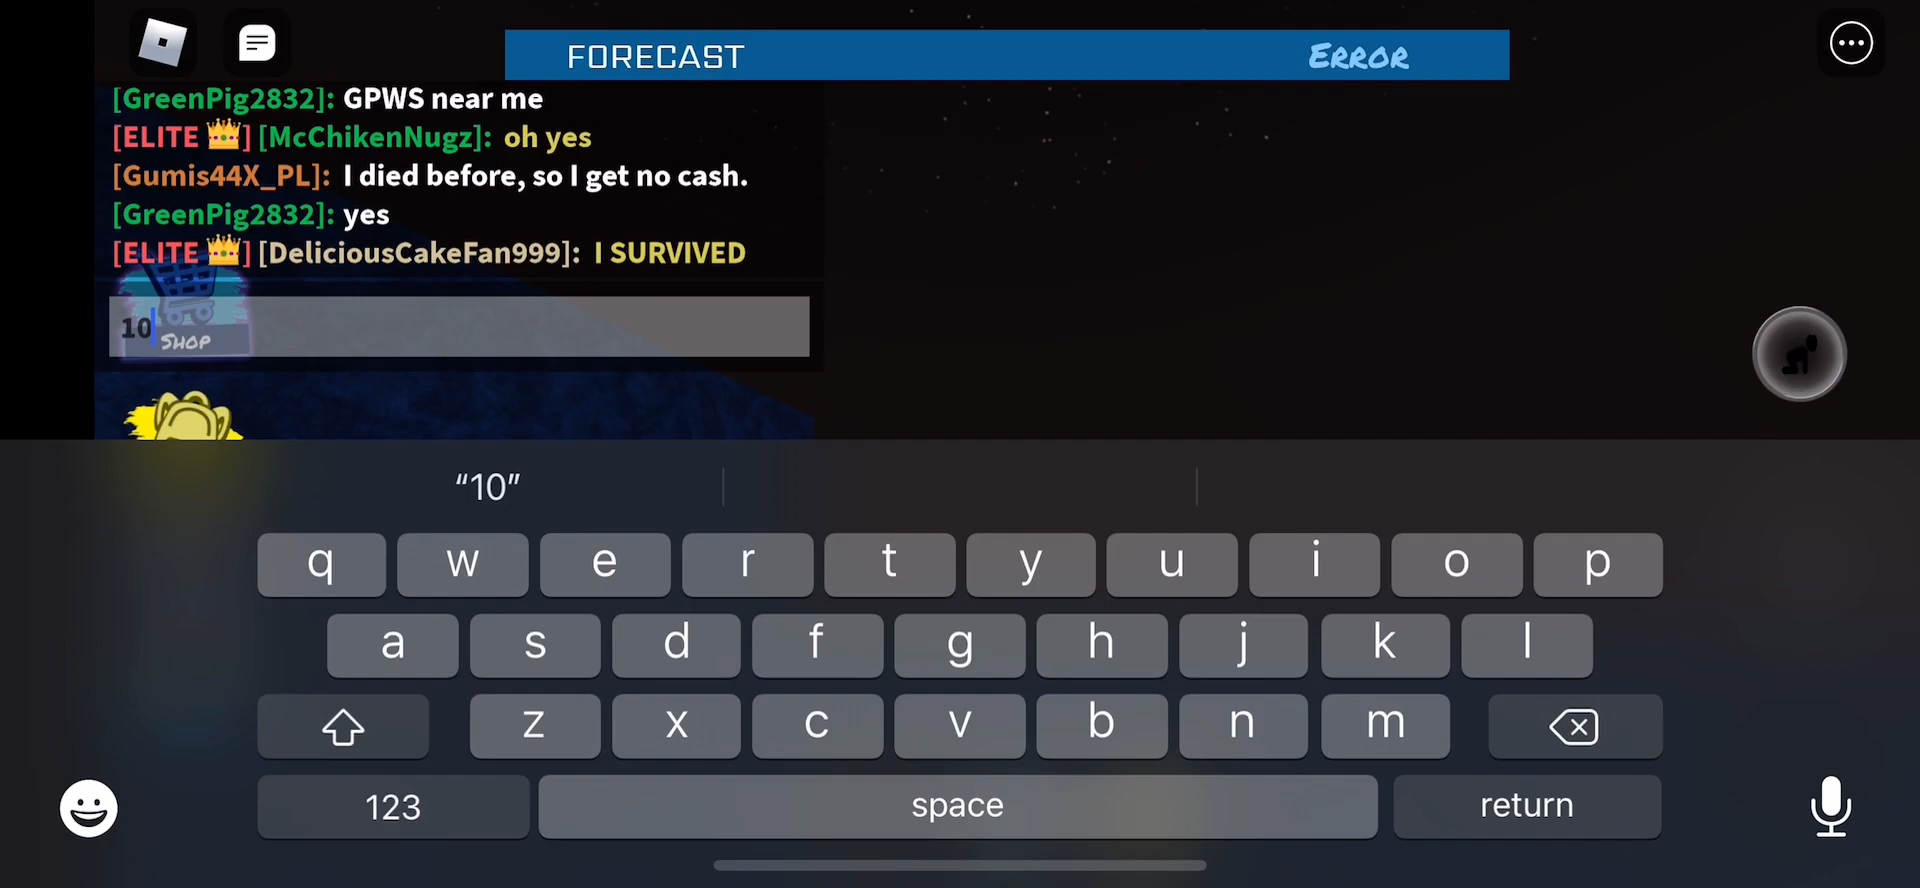 FORECAST ERROR
[GreenPig2832]: GPWS near me
[ELITE 👑] [McChikenNugz]: oh yes
[Gumis44X_PL]: I died before, so I get no cash.
[GreenPig2832]: yes
[ELITE 👑] [DeliciousCakeFan999]: I SURVIVED
10
SHOP
“10”
q w e r t y u i o p
a s d f g h j k l
z x c v b n m
123 space return